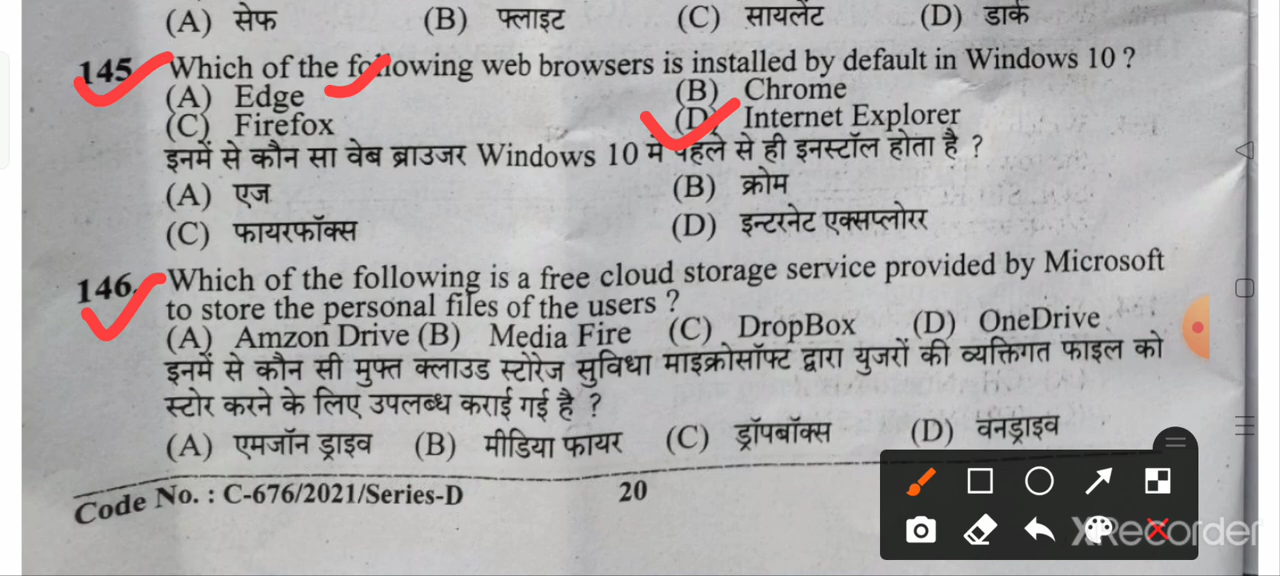 (A) सेफ (B) फ्लाइट (C) सायलेंट (D) डार्क
145. Which of the following web browsers is installed by default in Windows 10 ?
(A) Edge (B) Chrome
(C) Firefox (D) Internet Explorer
इनमें से कौन सा वेब ब्राउजर Windows 10 में पहले से ही इनस्टॉल होता है ?
(A) एज (B) क्रोम
(C) फायरफॉक्स (D) इन्टरनेट एक्सप्लोरर
146. Which of the following is a free cloud storage service provided by Microsoft
to store the personal files of the users ?
(A) Amzon Drive (B) Media Fire (C) DropBox (D) OneDrive
इनमें से कौन सी मुफ्त क्लाउड स्टोरेज सुविधा माइक्रोसॉफ्ट द्वारा युजरों की व्यक्तिगत फाइल को
स्टोर करने के लिए उपलब्ध कराई गई है ?
(A) एमजॉन ड्राइव (B) मीडिया फायर (C) ड्रॉपबॉक्स (D) वनड्राइव
Code No. : C-676/2021/Series-D 20
XRecorder